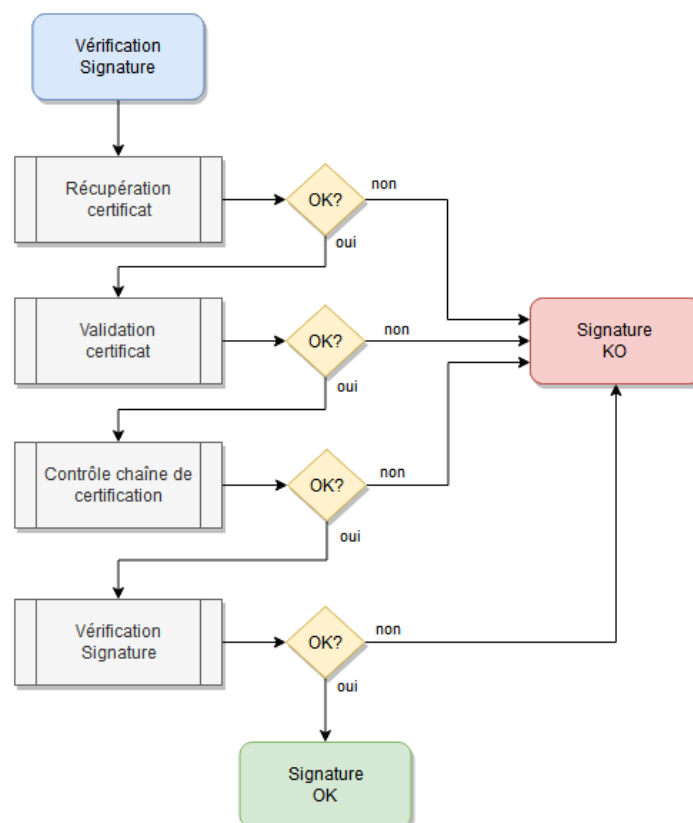 Vérification
Signature
Récupération
certificat
OK?
non
oui
Validation
certificat
OK?
non
oui
Signature
KO
Contrôle chaîne de
certification
OK?
non
oui
Vérification
Signature
OK?
non
oui
Signature
OK